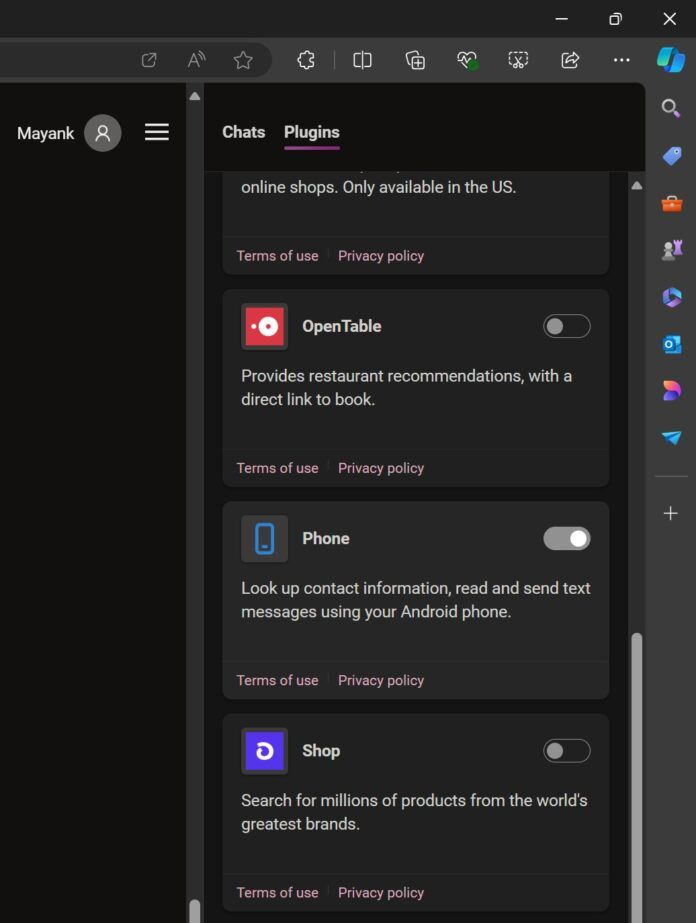 Mayank
Chats Plugins
online shops. Only available in the US.
Terms of use Privacy policy
OpenTable
Provides restaurant recommendations, with a
direct link to book.
Terms of use Privacy policy
Phone
Look up contact information, read and send text
messages using your Android phone.
Terms of use Privacy policy
Shop
Search for millions of products from the world's
greatest brands.
Terms of use Privacy policy